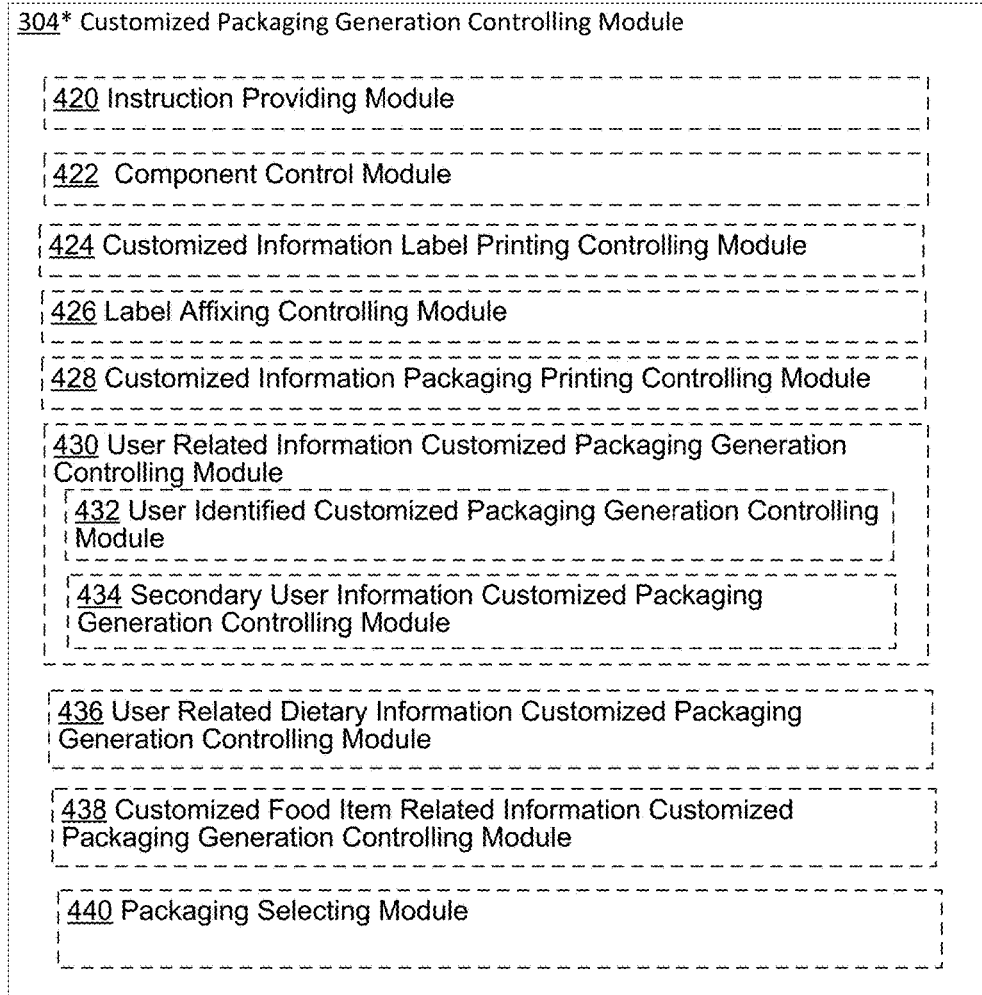 304* Customized Packaging Generation Controlling Module
420 Instruction Providing Module
422 Component Control Module
424 Customized Information Label Printing Controlling Module
426 Label Affixing Controlling Module
428 Customized Information Packaging Printing Controlling Module
430 User Related Information Customized Packaging Generation
Controlling Module
432 User Identified Customized Packaging Generation Controlling
Module
434 Secondary User Information Customized Packaging
Generation Controlling Module
436 User Related Dietary Information Customized Packaging
Generation Controlling Module
438 Customized Food Item Related Information Customized
Packaging Generation Controlling Module
440 Packaging Selecting Module